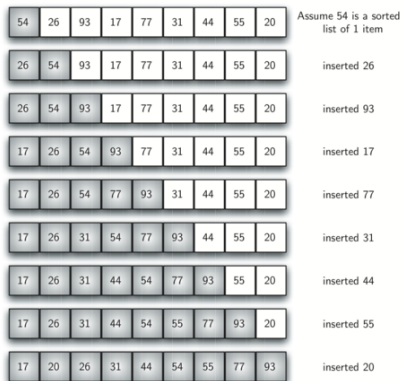 54 26 93 17 77 31 44 55 20 Assume 54 is a sorted
list of 1 item
26 54 93 17 77 31 44 55 20 inserted 26
26 54 93 17 77 31 44 55 20 inserted 93
17 26 54 93 77 31 44 55 20 inserted 17
17 26 54 77 93 31 44 55 20 inserted 77
17 26 31 54 77 93 44 55 20 inserted 31
17 26 31 44 54 77 93 55 20 inserted 44
17 26 31 44 54 55 77 93 20 inserted 55
17 20 26 31 44 54 55 77 93 inserted 20